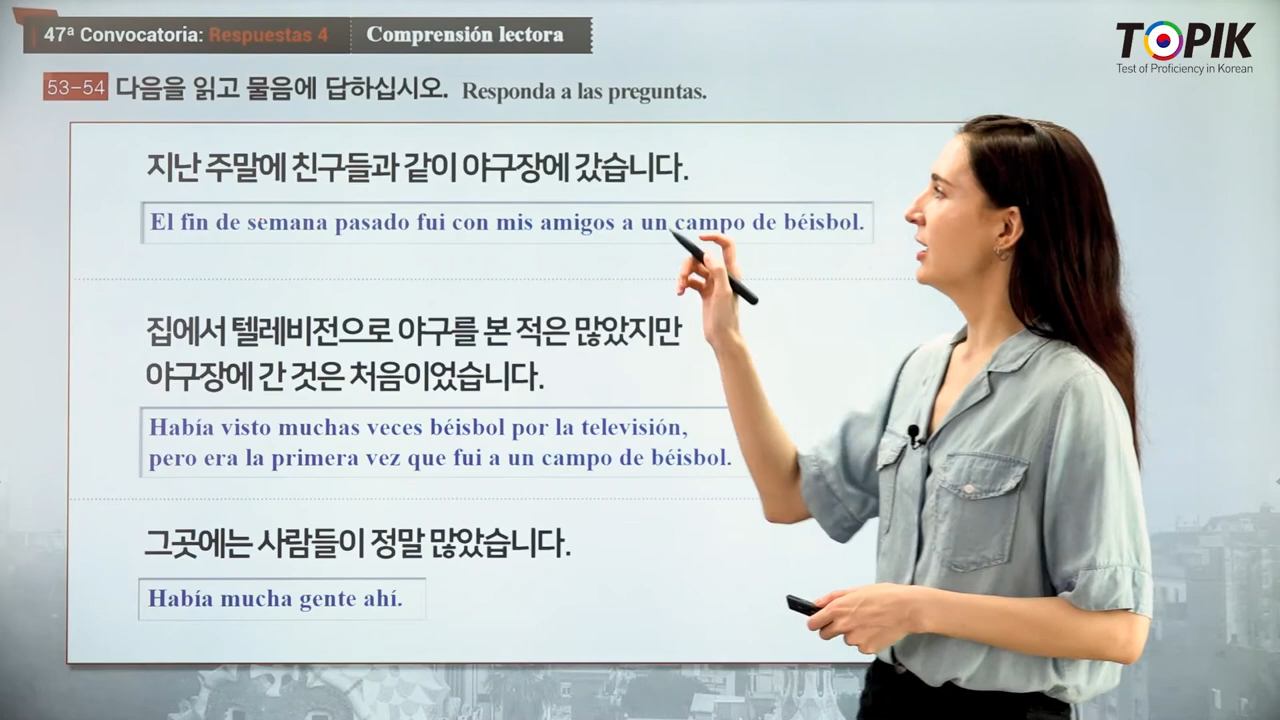 47ª Convocatoria: Respuestas 4 Comprensión lectora
TOPIK
Test of Proficiency in Korean
53-54 다음을 읽고 물음에 답하십시오. Responda a las preguntas.
지난 주말에 친구들과 같이 야구장에 갔습니다.
El fin de semana pasado fui con mis amigos a un campo de béisbol.
집에서 텔레비전으로 야구를 본 적은 많았지만
야구장에 간 것은 처음이었습니다.
Había visto muchas veces béisbol por la televisión,
pero era la primera vez que fui a un campo de béisbol.
그곳에는 사람들이 정말 많았습니다.
Había mucha gente ahí.